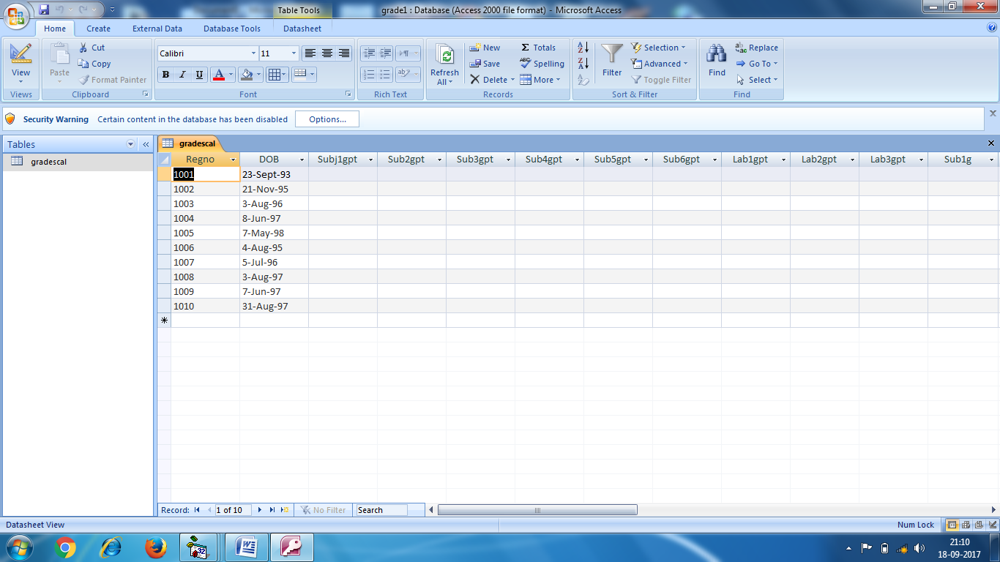 Table Tools grade1 : Database (Access 2000 file format) - Microsoft Access
Home Create External Data Database Tools Datasheet
View
Views
Paste
Cut
Copy
Format Painter
Clipboard
Calibri 11
B I U A
Font
Rich Text
Refresh All
New
Save
Delete
Σ Totals
Spelling
More
Records
Filter
Selection
Advanced
Toggle Filter
Sort & Filter
Find
Replace
Go To
Select
Find
Security Warning Certain content in the database has been disabled Options...
Tables «
gradescal
gradescal
Regno DOB Subj1gpt Sub2gpt Sub3gpt Sub4gpt Sub5gpt Sub6gpt Lab1gpt Lab2gpt Lab3gpt Sub1g
1001 23-Sept-93
1002 21-Nov-95
1003 3-Aug-96
1004 8-Jun-97
1005 7-May-98
1006 4-Aug-95
1007 5-Jul-96
1008 3-Aug-97
1009 7-Jun-97
1010 31-Aug-97
Record: 1 of 10 No Filter Search
Datasheet View Num Lock
21:10
18-09-2017